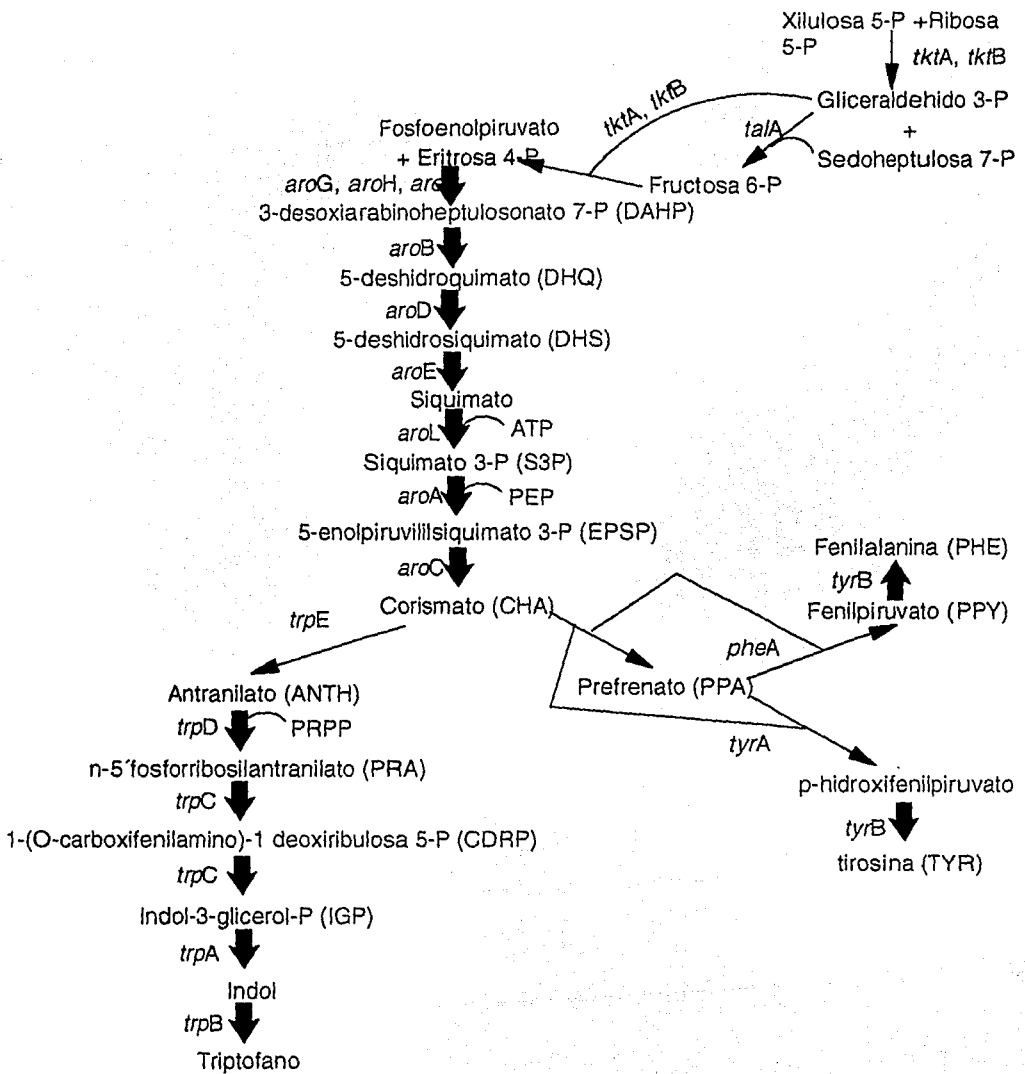 Xilulosa 5-P +Ribosa
5-P
tktA, tktB
Gliceraldehido 3-P
+
Sedoheptulosa 7-P
talA
tktA, tktB
Fructosa 6-P
Fosfoenolpiruvato
+ Eritrosa 4-P
aroG, aroH,
3-desoxiarabinoheptulosonato 7-P (DAHP)
aroB
5-deshidroquimato (DHQ)
aroD
5-deshidrosiquimato (DHS)
aroE
Siquimato
aroL
ATP
Siquimato 3-P (S3P)
aroA
PEP
5-enolpiruvililsiquimato 3-P (EPSP)
aroC
Corismato (CHA)
trpE
Antranilato (ANTH)
trpD
PRPP
n-5´fosforribosilantranilato (PRA)
trpC
1-(O-carboxifenilamino)-1 deoxiribulosa 5-P (CDRP)
trpC
Indol-3-glicerol-P (IGP)
trpA
Indol
trpB
Triptofano
Fenilalanina (PHE)
tyrB
Fenilpiruvato (PPY)
pheA
Prefrenato (PPA)
tyrA
p-hidroxifenilpiruvato
tyrB
tirosina (TYR)